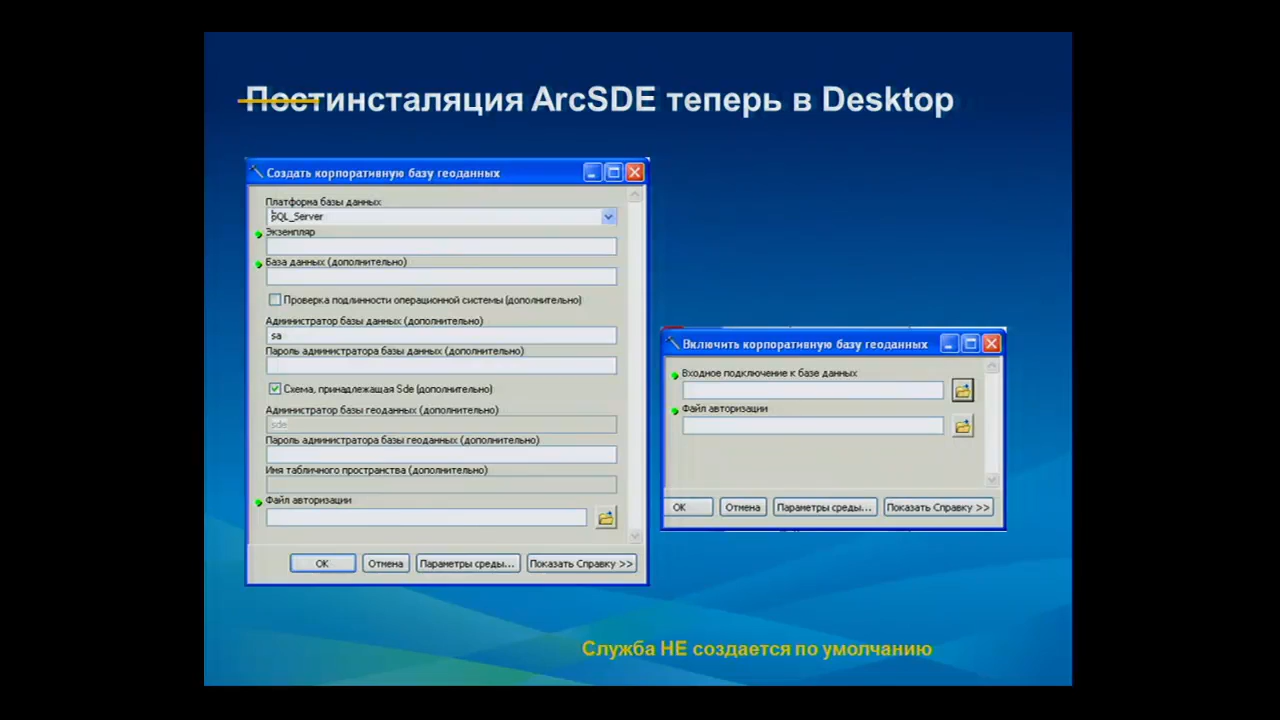 Постинсталяция ArcSDE теперь в Desktop
Создать корпоративную базу геоданных
Платформа базы данных
SQL_Server
Экземпляр
База данных (дополнительно)
Проверка подлинности операционной системы (дополнительно)
Администратор базы данных (дополнительно)
sa
Пароль администратора базы данных (дополнительно)
Схема, принадлежащая Sde (дополнительно)
Администратор базы геоданных (дополнительно)
sde
Пароль администратора базы геоданных (дополнительно)
Имя табличного пространства (дополнительно)
Файл авторизации
OK Отмена Параметры среды... Показать Справку >>
Включить корпоративную базу геоданных
Входное подключение к базе данных
Файл авторизации
OK Отмена Параметры среды... Показать Справку >>
Служба НЕ создается по умолчанию